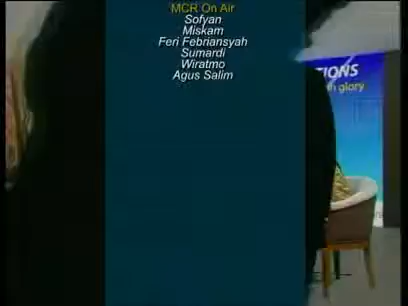 MCR On Air
Sofyan
Miskam
Feri Febriansyah
Sumardi
Wiratmo
Agus Salim
TIONS
glory